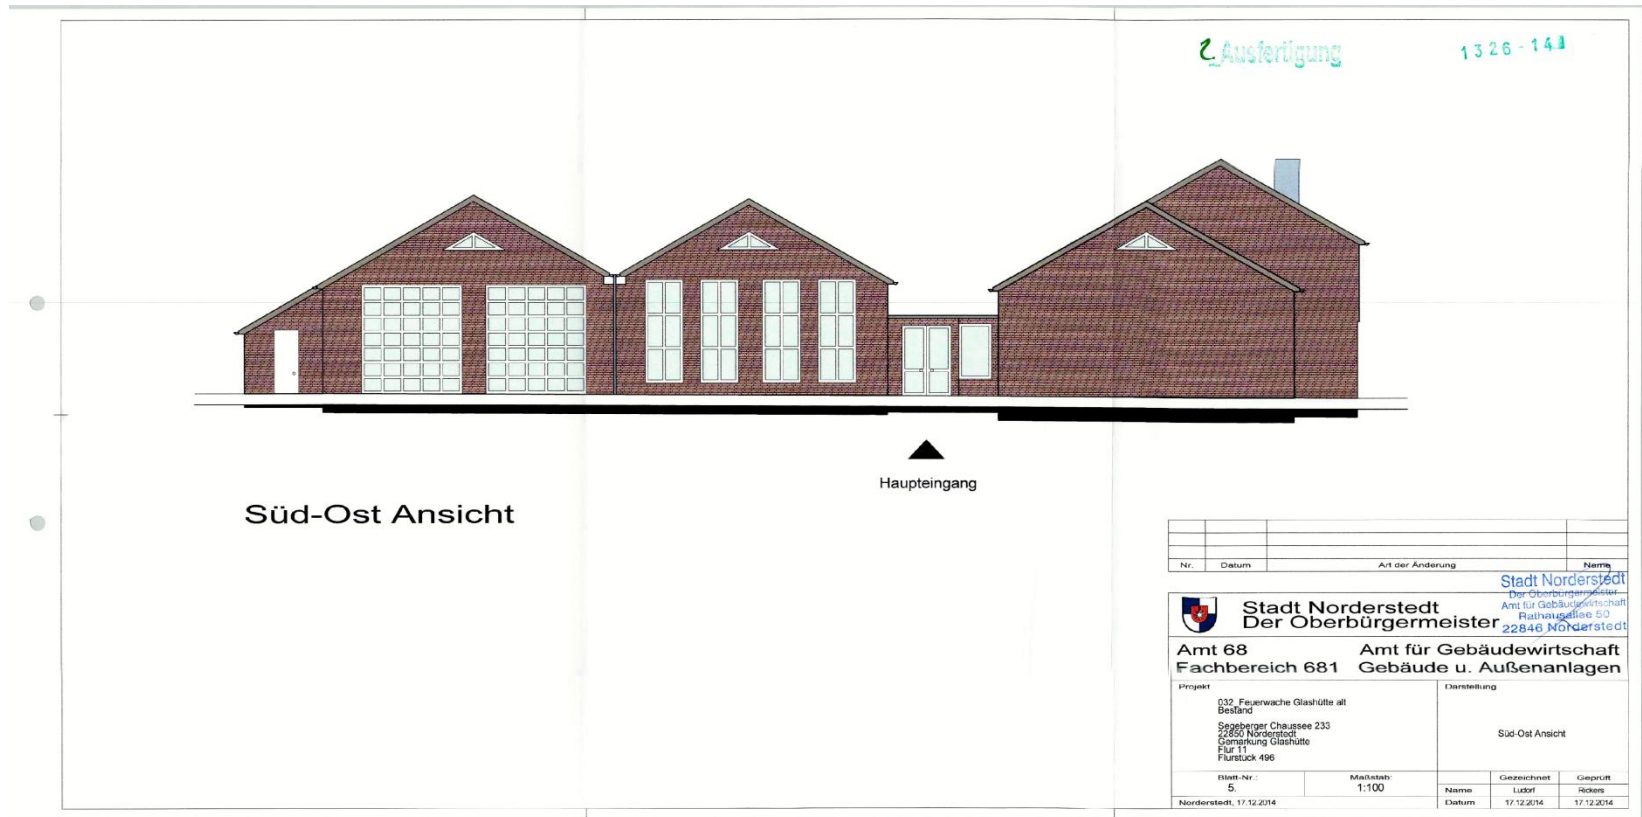 2. Ausfertigung
1326-14
Haupteingang
Süd-Ost Ansicht
Nr. Datum Art der Änderung Name
Stadt Norderstedt
Der Oberbürgermeister
Amt für Gebäudewirtschaft
Rathausallee 50
22846 Norderstedt
Stadt Norderstedt
Der Oberbürgermeister
Amt 68 Amt für Gebäudewirtschaft
Fachbereich 681 Gebäude u. Außenanlagen
Projekt
032_Feuerwache Glashütte alt
Bestand
Segeberger Chaussee 233
22850 Norderstedt
Gemarkung Glashütte
Flur 11
Flurstück 496
Darstellung
Süd-Ost Ansicht
Blatt-Nr.: Maßstab:
5. 1:100
Gezeichnet Geprüft
Name Ludorf Rickers
Norderstedt, 17.12.2014
Datum 17.12.2014 17.12.2014